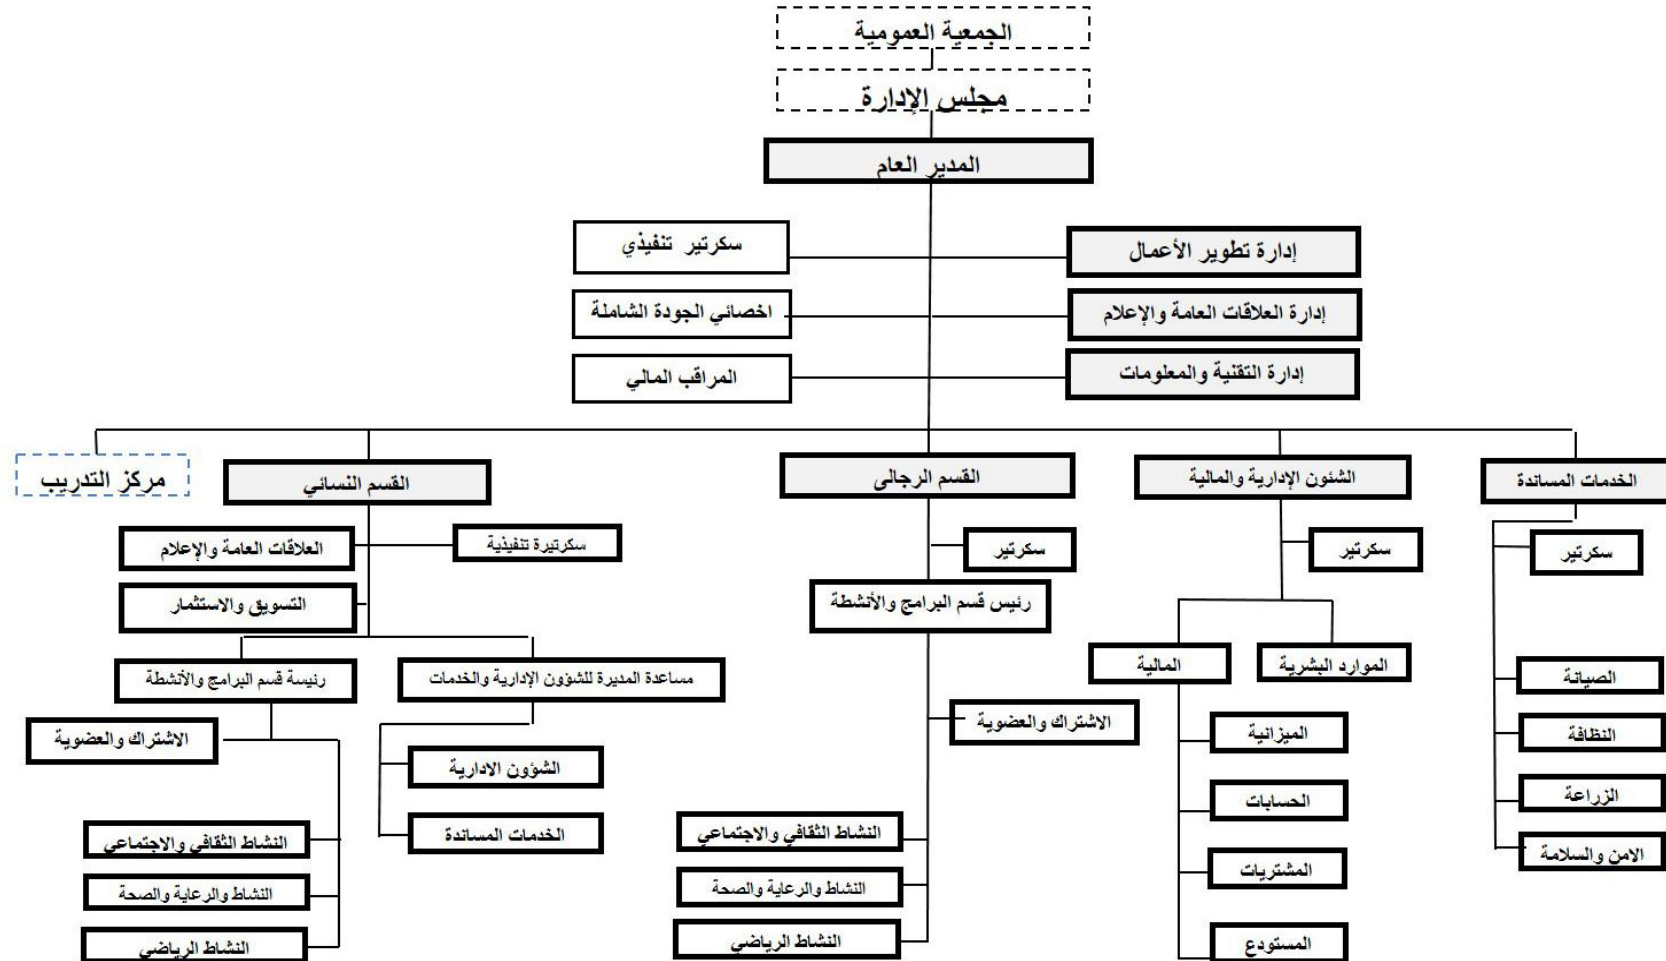 الجمعية العمومية
مجلس الإدارة
المدير العام
إدارة تطوير الأعمال
سكرتير تنفيذي
إدارة العلاقات العامة والإعلام
اخصائي الجودة الشاملة
إدارة التقنية والمعلومات
المراقب المالي
الخدمات المساندة
الشئون الإدارية والمالية
القسم الرجالى
القسم النسائي
مركز التدريب
سكرتير
سكرتير
سكرتير
سكرتيرة تنفيذية
العلاقات العامة والإعلام
رئيس قسم البرامج والأنشطة
التسويق والاستثمار
الصيانة
الموارد البشرية
المالية
مساعدة المديرة للشؤون الإدارية والخدمات
رئيسة قسم البرامج والأنشطة
النظافة
الميزانية
الاشتراك والعضوية
الاشتراك والعضوية
الشؤون الادارية
الزراعة
الحسابات
النشاط الثقافي والاجتماعي
الخدمات المساندة
النشاط الثقافي والاجتماعي
الامن والسلامة
المشتريات
النشاط والرعاية والصحة
النشاط والرعاية والصحة
المستودع
النشاط الرياضي
النشاط الرياضي